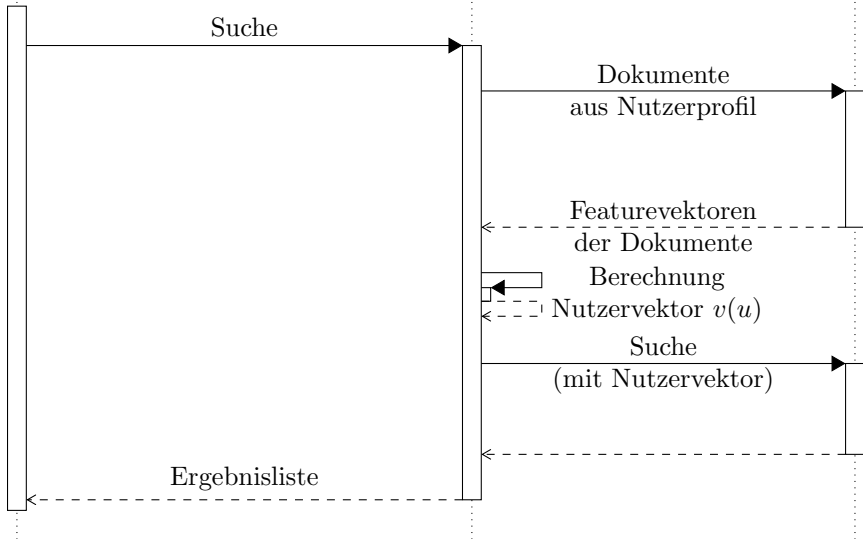 Suche
Dokumente
aus Nutzerprofil
Featurevektoren
der Dokumente
Berechnung
Nutzervektor v(u)
Suche
(mit Nutzervektor)
Ergebnisliste